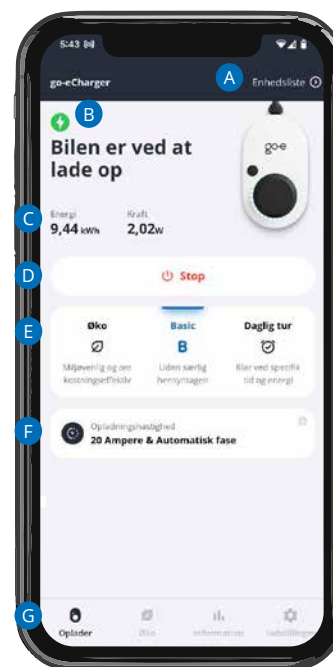 5:43
A
go-eCharger
Enhedsliste
B
Bilen er ved at
lade op
go-e
C
Energi
Kraft
9,44 kWh
2,02w
D
Stop
E
Øko
Basic
Daglig tur
B
Miljøvenlig og om
kostningseffektiv
Uden særlig
hensyntagen
Klar ved specifik
tid og energi
F
Opladningshastighed
20 Ampere & Automatisk fase
G
Oplader
Øko
Information
Indstillinger